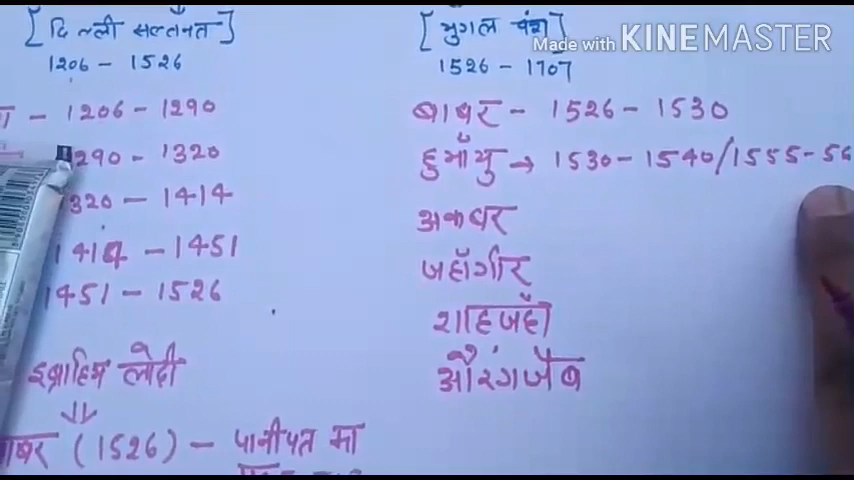 [दिल्ली सल्तनत]
1206 - 1526
- 1206 - 1290
290 - 1320
320 - 1414
1414 - 1451
1451 - 1526
इब्राहिम लोदी
बाबर (1526) - पानीपत का
[मुगल वंश]
Made with KINEMASTER
1526 - 1707
बाबर - 1526 - 1530
हुमाँयु → 1530 - 1540/1555-56
अकबर
जहाँगीर
शाहजहाँ
औरंगजेब